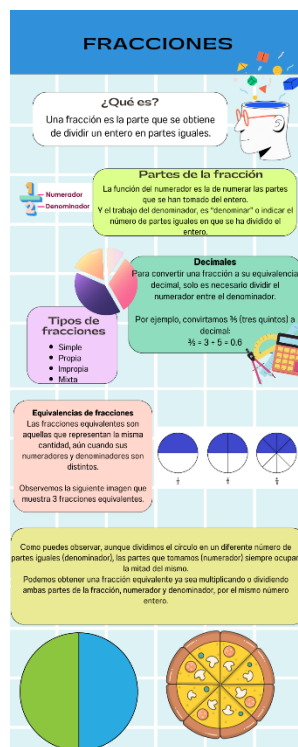 FRACCIONES
¿Qué es?
Una fracción es la parte que se obtiene
de dividir un entero en partes iguales.
Partes de la fracción
La función del numerador es la de numerar las partes
que se han tomado del entero.
Y el trabajo del denominador, es "denominar" o indicar el
número de partes iguales en que se ha dividido el
entero.
1 Numerador
2 Denominador
Decimales
Para convertir una fracción a su equivalencia
decimal, solo es necesario dividir el
numerador entre el denominador.
Por ejemplo, convirtamos ⅗ (tres quintos) a
decimal:
⅗ = 3 ÷ 5 = 0.6
Tipos de
fracciones
Simple
Propia
Impropia
Mixta
Equivalencias de fracciones
Las fracciones equivalentes son
aquellas que representan la misma
cantidad, aún cuando sus
numeradores y denominadores son
distintos.
Observemos la siguiente imagen que
muestra 3 fracciones equivalentes.
Como puedes observar, aunque dividimos el círculo en un diferente número de
partes iguales (denominador), las partes que tomamos (numerador) siempre ocupan
la mitad del mismo.
Podemos obtener una fracción equivalente ya sea multiplicando o dividiendo
ambas partes de la fracción, numerador y denominador, por el mismo número
entero.